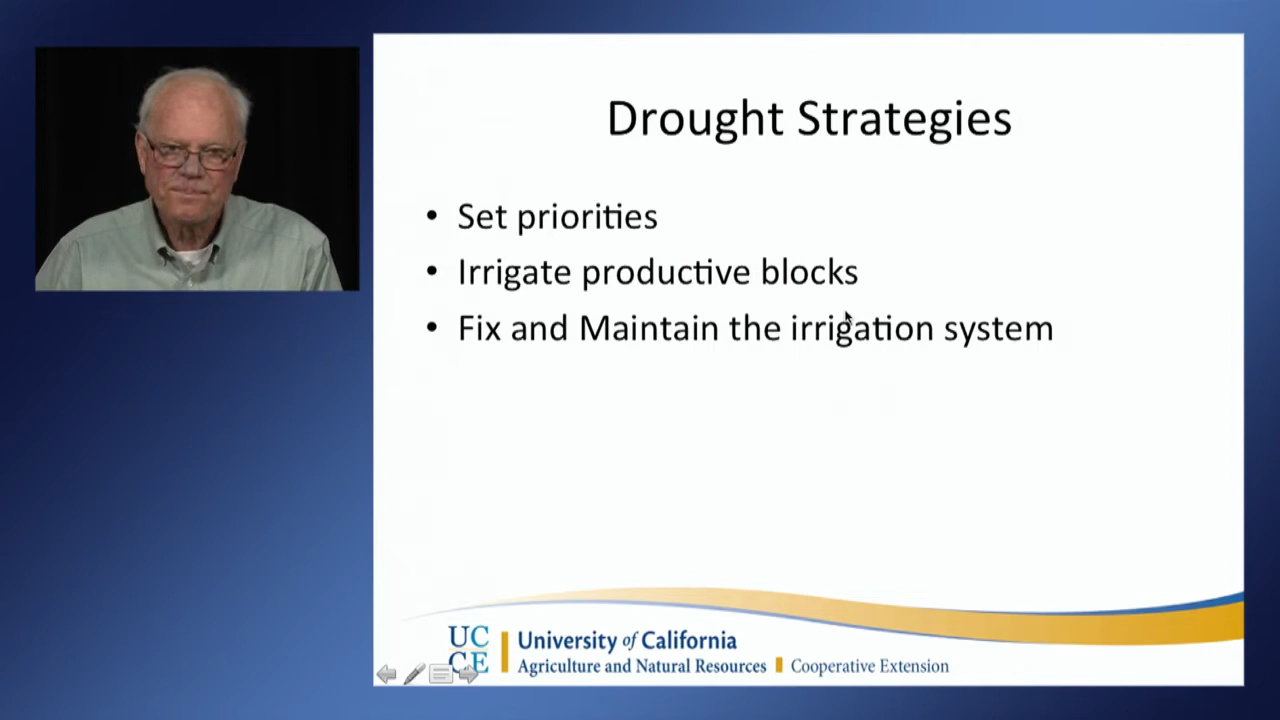 Drought Strategies
• Set priorities
• Irrigate productive blocks
• Fix and Maintain the irrigation system
UC
CE
University of California
Agriculture and Natural Resources
Cooperative Extension